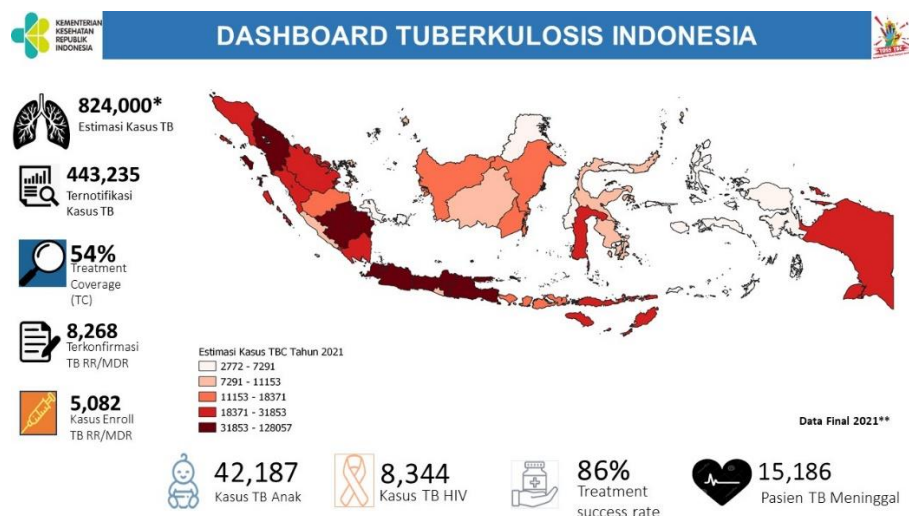 KEMENTERIAN
KESEHATAN
REPUBLIK
INDONESIA
DASHBOARD TUBERKULOSIS INDONESIA
STOP TBC
824,000*
Estimasi Kasus TB
443,235
Ternotifikasi
Kasus TB
54%
Treatment
Coverage
(TC)
8,268
Terkonfirmasi
TB RR/MDR
5,082
Kasus Enroll
TB RR/MDR
Estimasi Kasus TBC Tahun 2021
2772 - 7291
7291 - 11153
11153 - 18371
18371 - 31853
31853 - 128057
Data Final 2021**
42,187
Kasus TB Anak
8,344
Kasus TB HIV
86%
Treatment
success rate
15,186
Pasien TB Meninggal